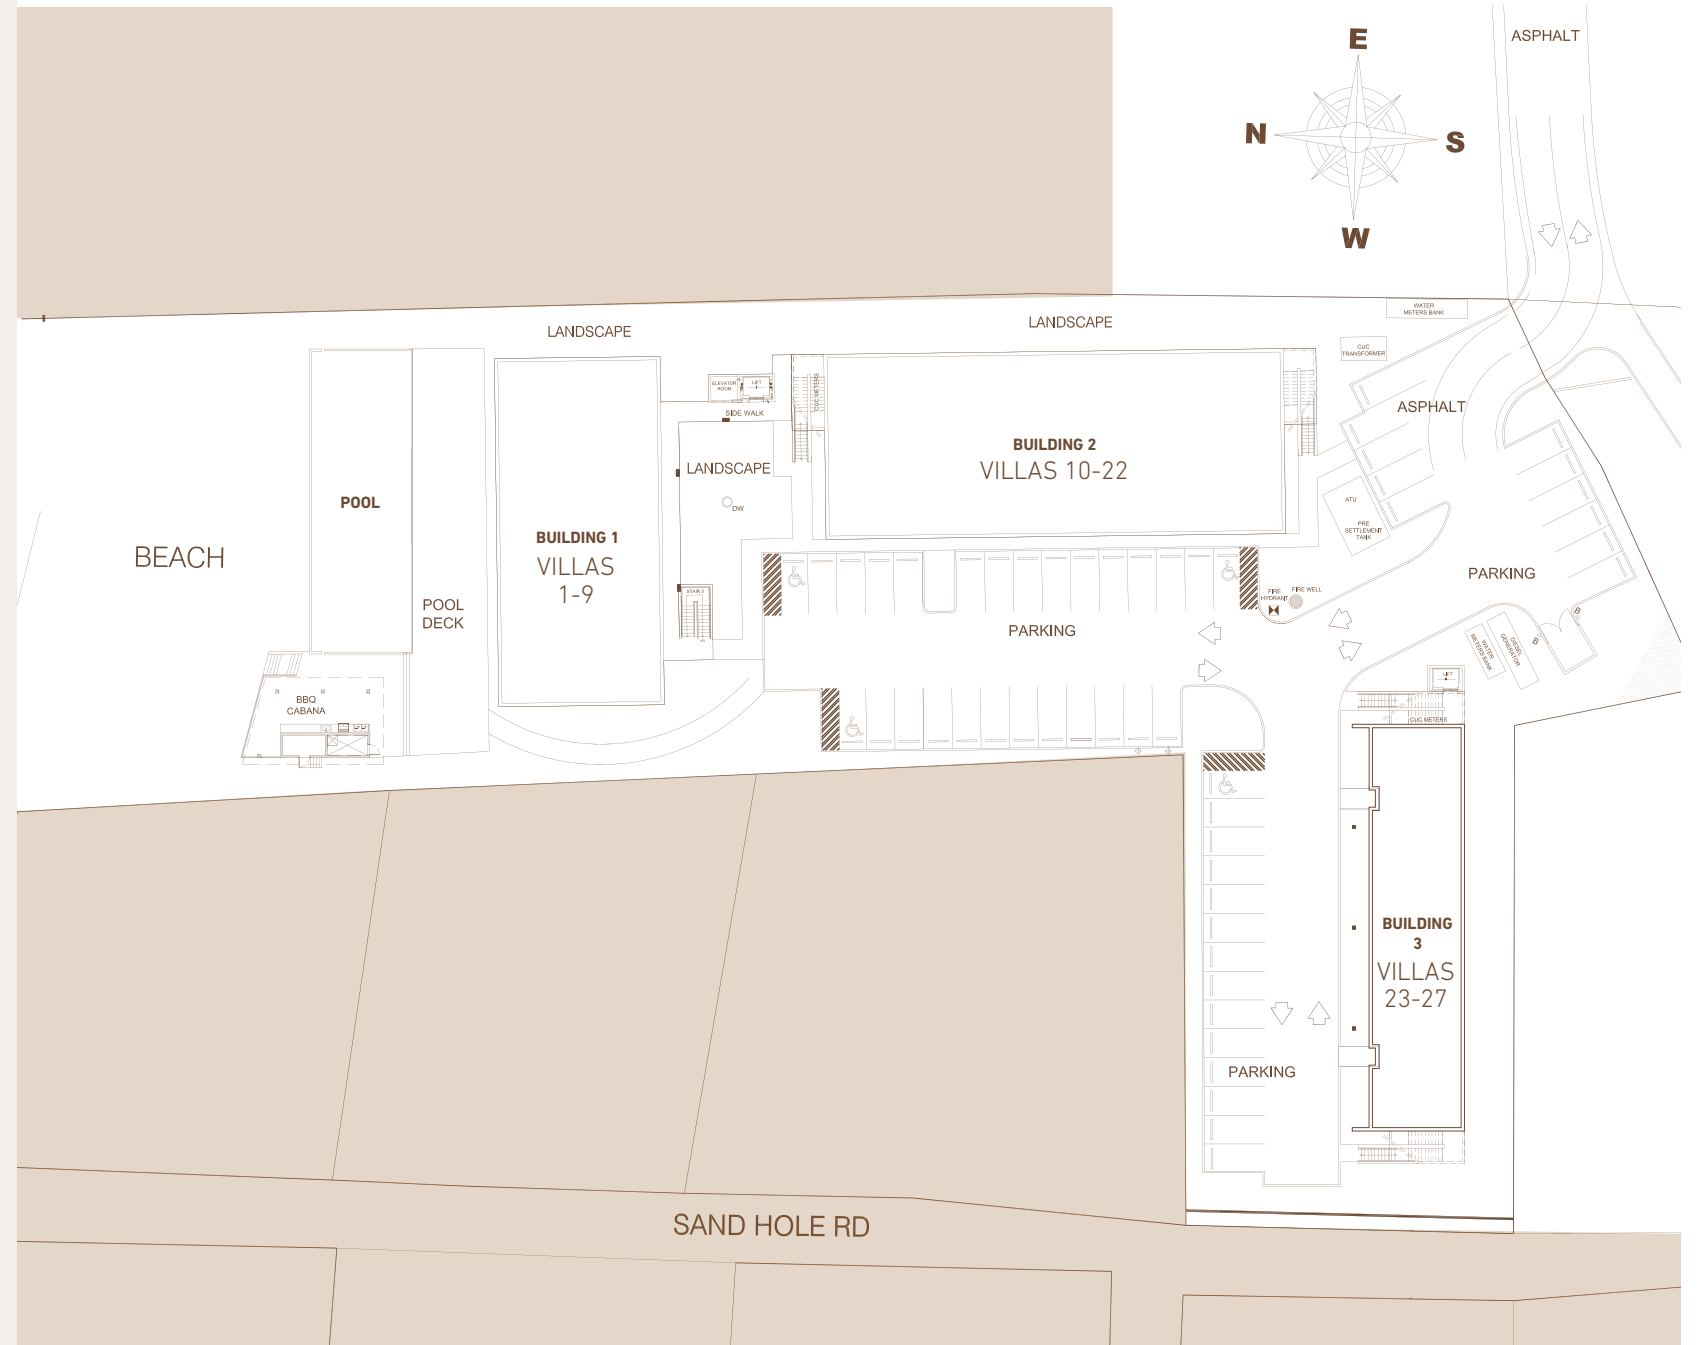 ASPHALT
E
N
S
W
WATER
METERS BANK
LANDSCAPE
LANDSCAPE
CUC
TRANSFORMER
ELEVATOR
ROOM
LIFT
CUC METERS
SIDE WALK
ASPHALT
BUILDING 2
VILLAS 10-22
LANDSCAPE
POOL
DW
ATU
PRE
SETTLEMENT
TANK
BUILDING 1
VILLAS
1-9
BEACH
PARKING
STAIR 3
FIRE
HYDRANT
FIRE WELL
POOL
DECK
PARKING
B
B
WATER
METERS BANK
DIESEL
GENERATOR
LIFT
BBQ
CABANA
CUC METERS
BUILDING
3
VILLAS
23-27
PARKING
SAND HOLE RD